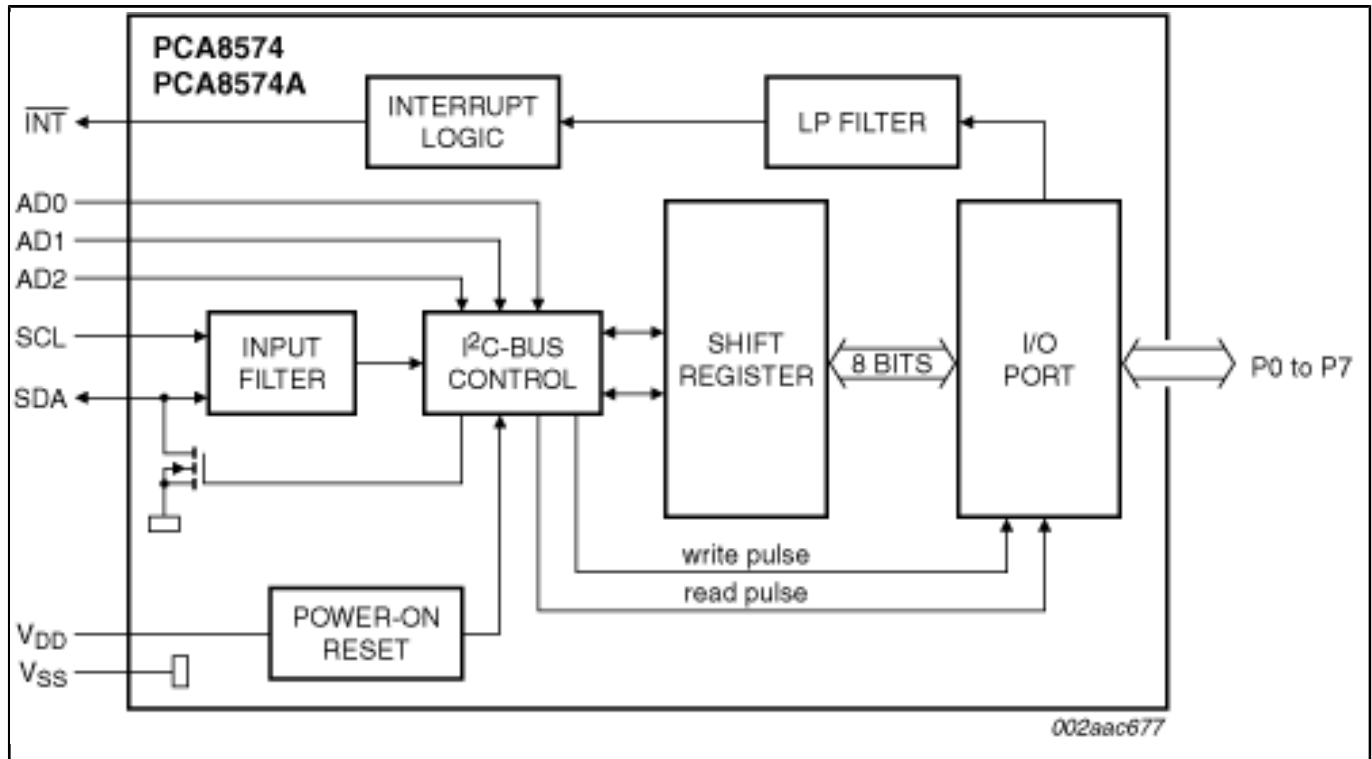 PCA8574
PCA8574A
INT
INTERRUPT
LOGIC
LP FILTER
AD0
AD1
AD2
SCL
SDA
INPUT
FILTER
I²C-BUS
CONTROL
SHIFT
REGISTER
8 BITS
I/O
PORT
P0 to P7
write pulse
read pulse
POWER-ON
RESET
VDD
VSS
002aac677